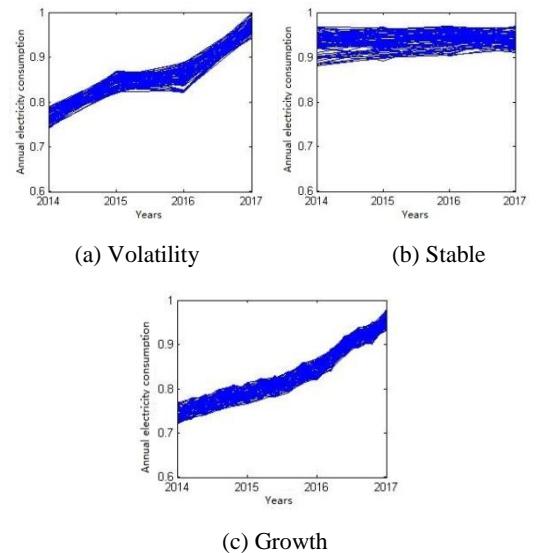 1
0.9
0.8
0.7
0.6
2014 2015 2016 2017
Years
Annual electricity consumption
(a) Volatility
1
0.9
0.8
0.7
0.6
2014 2015 2016 2017
Years
Annual electricity consumption
(b) Stable
1
0.9
0.8
0.7
0.6
2014 2015 2016 2017
Years
Annual electricity consumption
(c) Growth